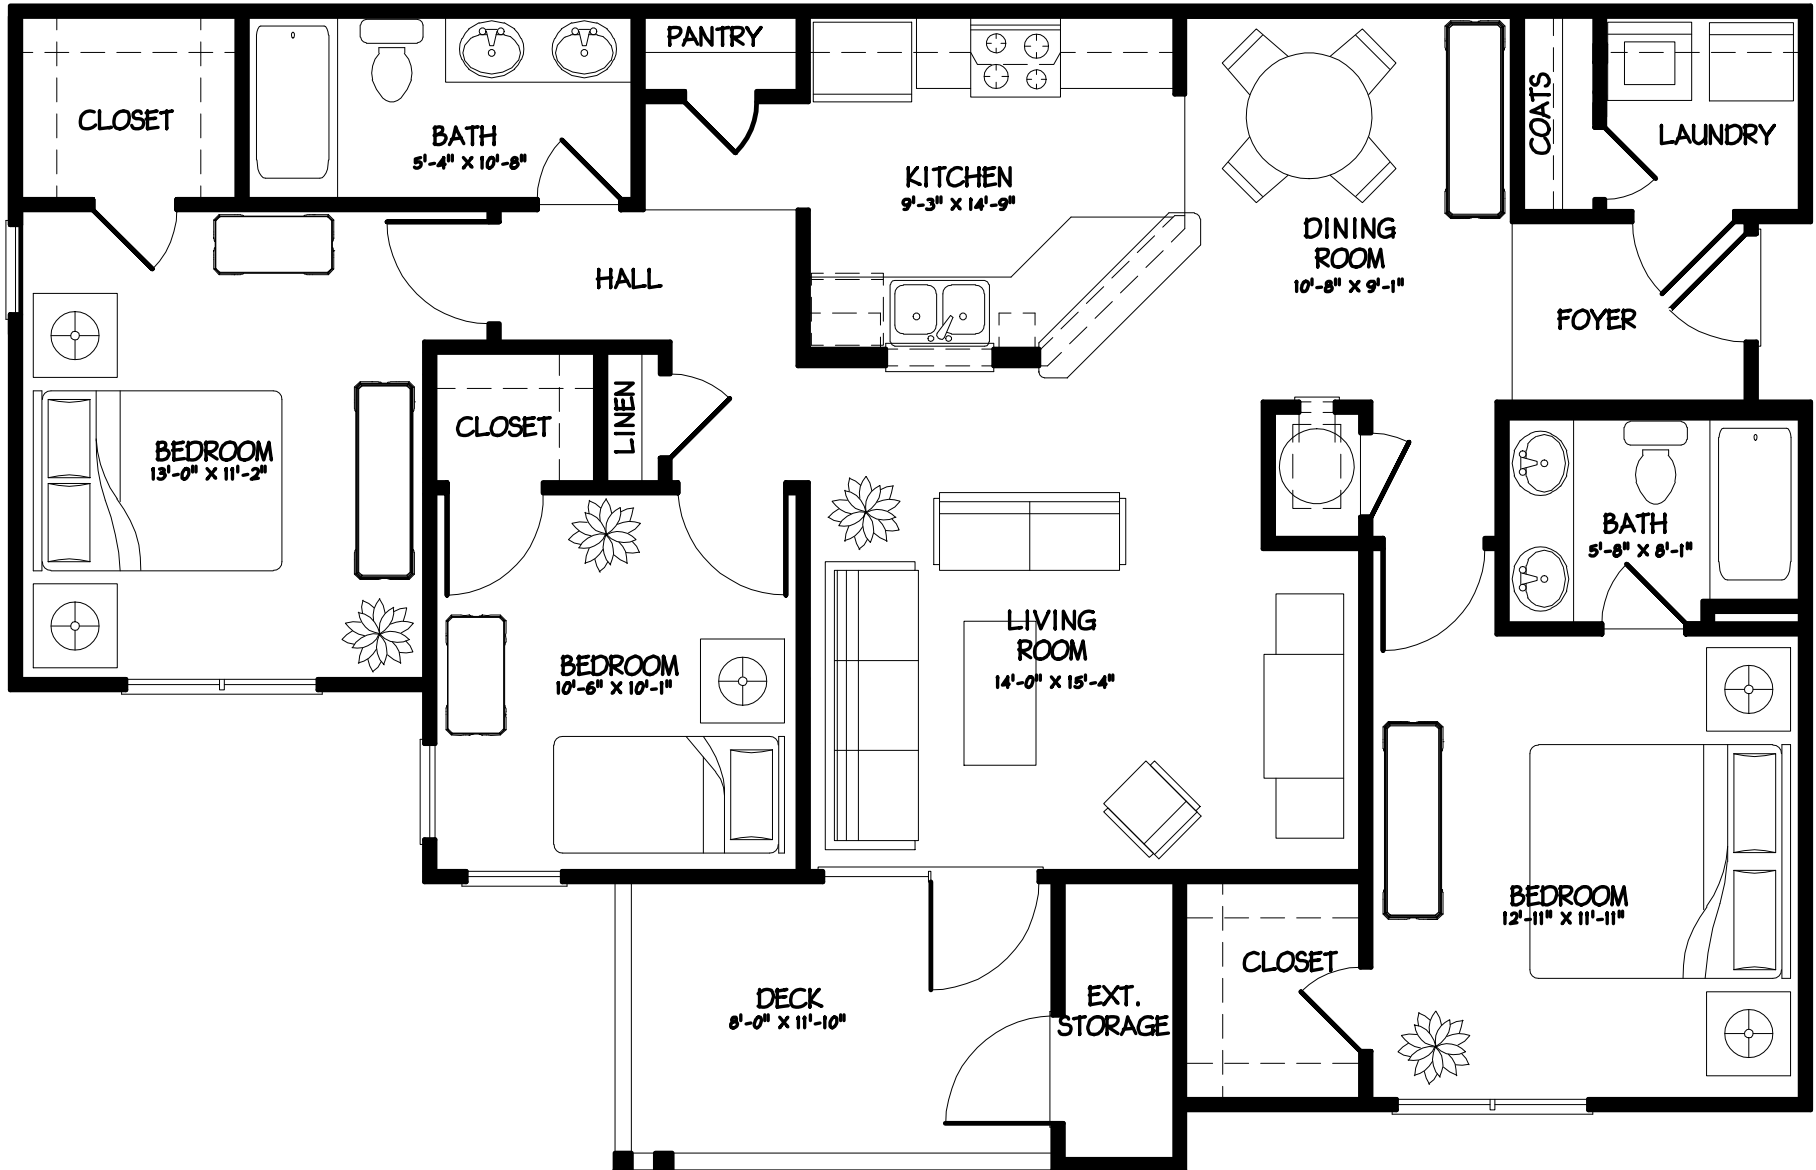 PANTRY
CLOSET
BATH
5'-4" X 10'-8"
COATS
LAUNDRY
KITCHEN
9'-3" X 14'-9"
DINING
ROOM
10'-8" X 9'-1"
HALL
FOYER
BEDROOM
13'-0" X 11'-2"
CLOSET
LINEN
BATH
5'-8" X 8'-1"
LIVING
ROOM
14'-0" X 15'-4"
BEDROOM
10'-6" X 10'-1"
BEDROOM
12'-11" X 11'-11"
CLOSET
DECK
8'-0" X 11'-10"
EXT.
STORAGE